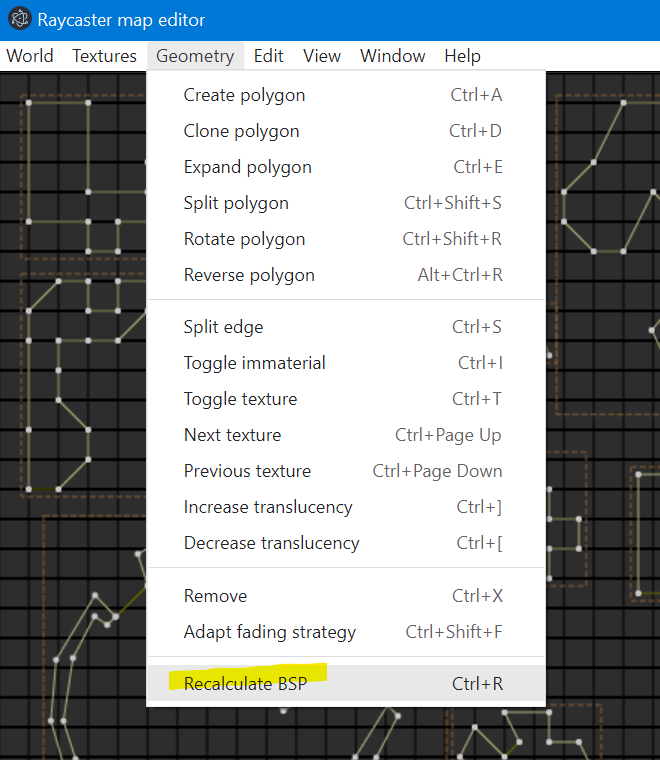 Raycaster map editor
World Textures Geometry Edit View Window Help
Create polygon Ctrl+A
Clone polygon Ctrl+D
Expand polygon Ctrl+E
Split polygon Ctrl+Shift+S
Rotate polygon Ctrl+Shift+R
Reverse polygon Alt+Ctrl+R
Split edge Ctrl+S
Toggle immaterial Ctrl+I
Toggle texture Ctrl+T
Next texture Ctrl+Page Up
Previous texture Ctrl+Page Down
Increase translucency Ctrl+]
Decrease translucency Ctrl+[
Remove Ctrl+X
Adapt fading strategy Ctrl+Shift+F
Recalculate BSP Ctrl+R